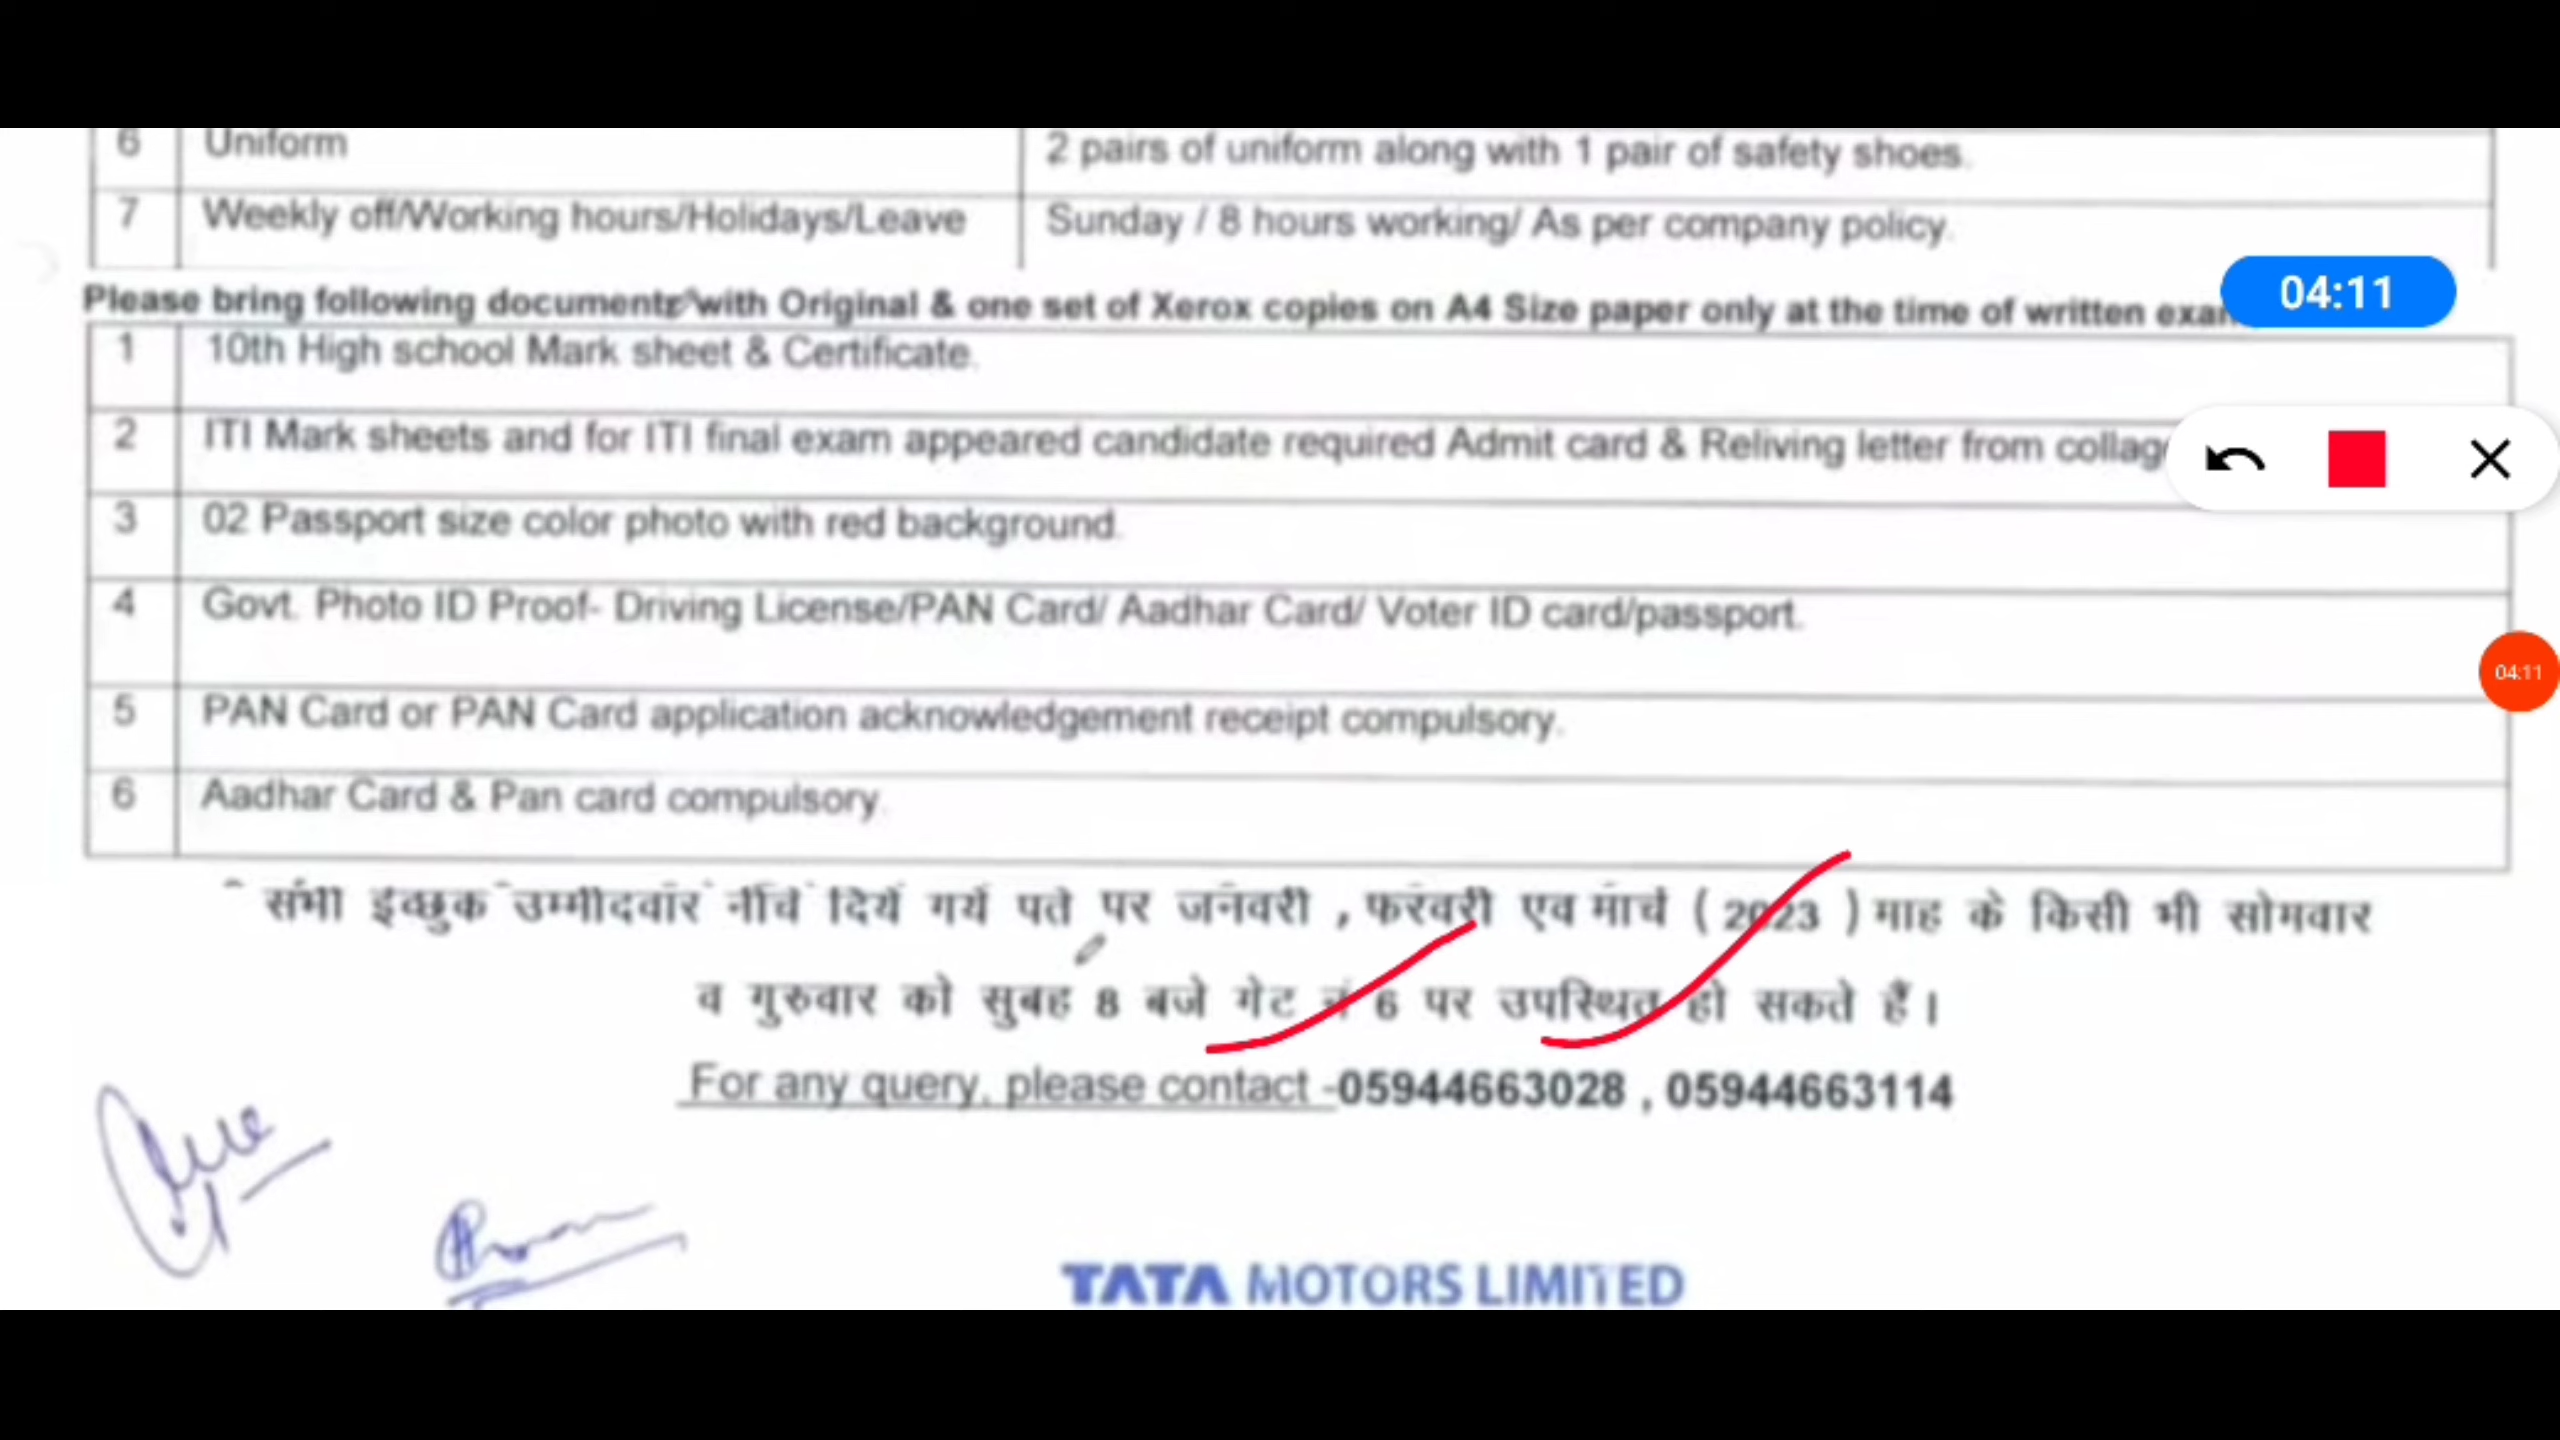 6 Uniform 2 pairs of uniform along with 1 pair of safety shoes.
7 Weekly off/Working hours/Holidays/Leave Sunday / 8 hours working/ As per company policy.
04:11
Please bring following documents with Original & one set of Xerox copies on A4 Size paper only at the time of written
1 10th High school Mark sheet & Certificate.
2 ITI Mark sheets and for ITI final exam appeared candidate required Admit card & Reliving letter from
3 02 Passport size color photo with red background.
4 Govt. Photo ID Proof- Driving License/PAN Card/ Aadhar Card/ Voter ID card/passport.
04:11
5 PAN Card or PAN Card application acknowledgement receipt compulsory.
6 Aadhar Card & Pan card compulsory.
सभी इच्छुक उम्मीदवार नीचे दिये गये पते पर जनवरी , फरवरी एव मार्च ( 2023 ) माह के किसी भी सोमवार
व गुरुवार को सुबह 8 बजे गेट नं 6 पर उपस्थित हो सकते हैं।
For any query, please contact -05944663028 , 05944663114
TATA MOTORS LIMITED